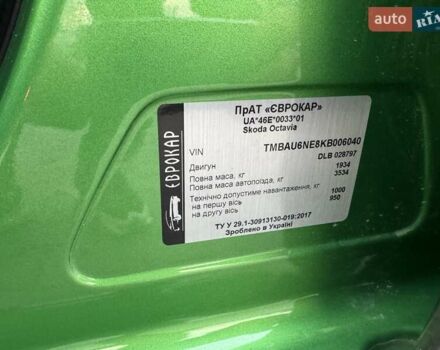 auto RIA
ПрАТ «ЄВРОКАР»
UA*46E*0033*01
Skoda Octavia
ЄВРОКАР
VIN TMBAU6NE8KB006040
Двигун DLB 028797
Повна маса, кг 1934
Повна маса автопоїзда, кг 3534
Технічно допустиме навантаження, кг
на першу вісь 1000
на другу вісь 950
ТУ У 29.1-30913130-019:2017
Зроблено в Україні